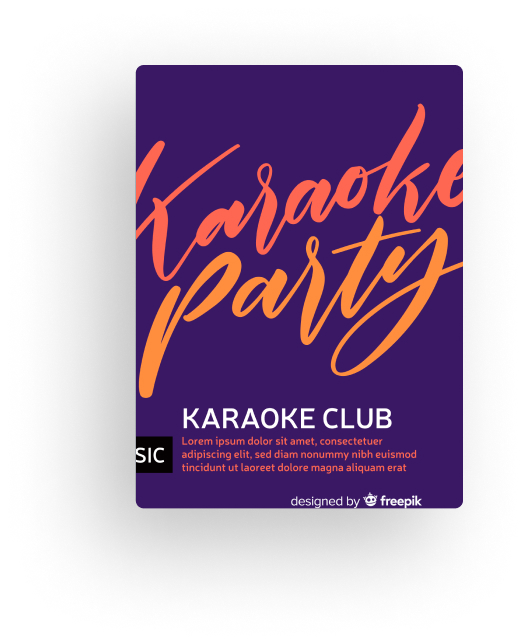 Karaoke
Party
KARAOKE CLUB
SIC
Lorem ipsum dolor sit amet, consectetuer
adipiscing elit, sed diam nonummy nibh euismod
tincidunt ut laoreet dolore magna aliquam erat
designed by freepik